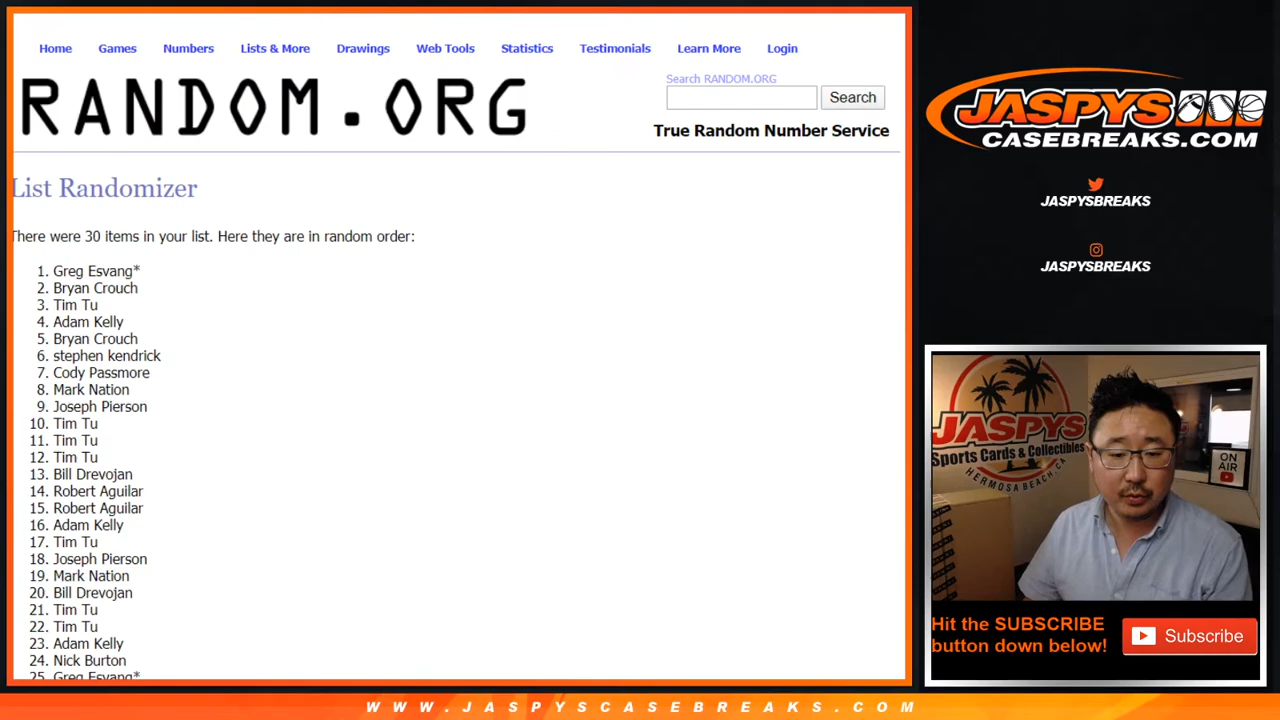 Home Games Numbers Lists & More Drawings Web Tools Statistics Testimonials Learn More Login
RANDOM.ORG
Search RANDOM.ORG
Search
True Random Number Service
List Randomizer
There were 30 items in your list. Here they are in random order:
1. Greg Esvang*
2. Bryan Crouch
3. Tim Tu
4. Adam Kelly
5. Bryan Crouch
6. stephen kendrick
7. Cody Passmore
8. Mark Nation
9. Joseph Pierson
10. Tim Tu
11. Tim Tu
12. Tim Tu
13. Bill Drevojan
14. Robert Aguilar
15. Robert Aguilar
16. Adam Kelly
17. Tim Tu
18. Joseph Pierson
19. Mark Nation
20. Bill Drevojan
21. Tim Tu
22. Tim Tu
23. Adam Kelly
24. Nick Burton
25. Greg Esvang*
JASPYS
CASEBREAKS.COM
JASPYSBREAKS
JASPYSBREAKS
JASPYS
Sports Cards & Collectibles
HERMOSA BEACH, CA
ON
AIR
Hit the SUBSCRIBE
button down below!
Subscribe
WWW.JASPYSCASEBREAKS.COM